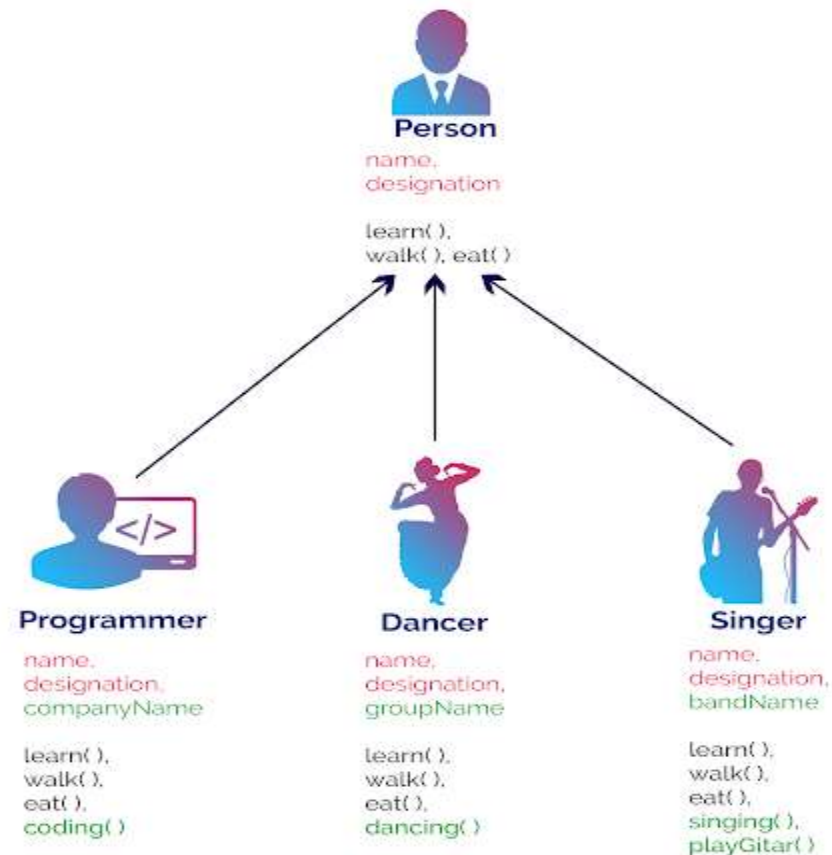 Person
name,
designation
learn( ),
walk( ), eat( )
</>
Programmer
name,
designation,
companyName
learn( ),
walk( ),
eat( ),
coding( )
Dancer
name,
designation,
groupName
learn( ),
walk( ),
eat( ),
dancing( )
Singer
name,
designation,
bandName
learn( ),
walk( ),
eat( ),
singing( ),
playGitar( )